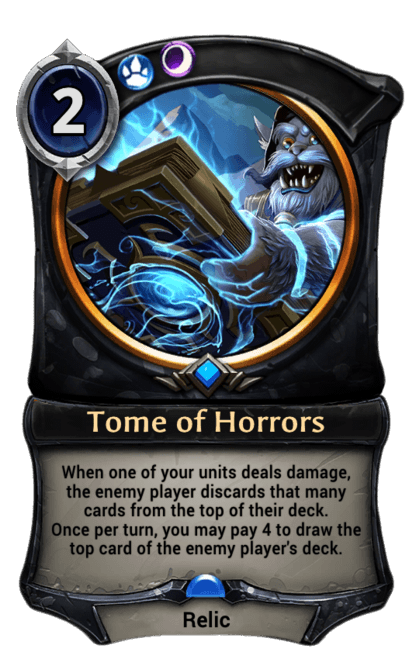 2
Tome of Horrors
When one of your units deals damage,
the enemy player discards that many
cards from the top of their deck.
Once per turn, you may pay 4 to draw the
top card of the enemy player's deck.
Relic